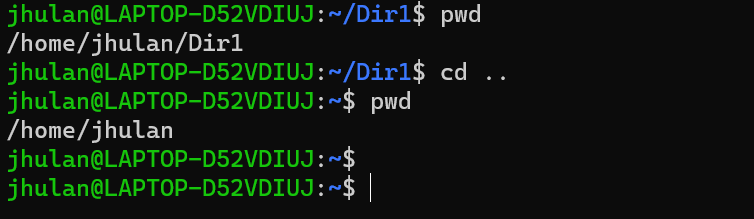 jhulan@LAPTOP-D52VDIUJ:~/Dir1$ pwd
/home/jhulan/Dir1
jhulan@LAPTOP-D52VDIUJ:~/Dir1$ cd ..
jhulan@LAPTOP-D52VDIUJ:~$ pwd
/home/jhulan
jhulan@LAPTOP-D52VDIUJ:~$
jhulan@LAPTOP-D52VDIUJ:~$